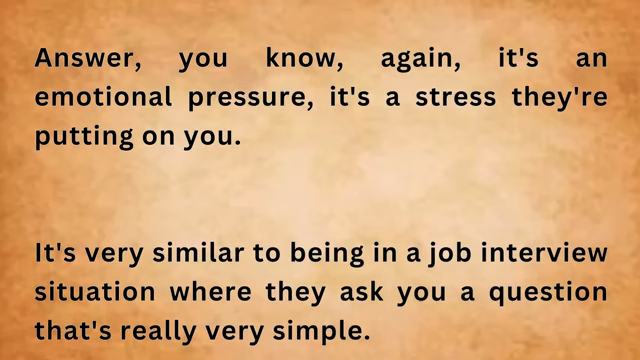 Answer, you know, again, it's an
emotional pressure, it's a stress they're
putting on you.
It's very similar to being in a job interview
situation where they ask you a question
that's really very simple.